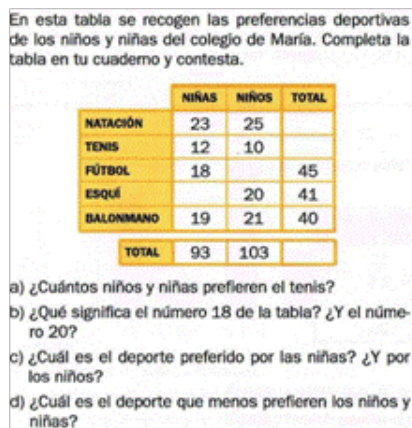 En esta tabla se recogen las preferencias deportivas
de los niños y niñas del colegio de María. Completa la
tabla en tu cuaderno y contesta.
NIÑAS NIÑOS TOTAL
NATACIÓN 23 25
TENIS 12 10
FÚTBOL 18 45
ESQUÍ 20 41
BALONMANO 19 21 40
TOTAL 93 103
a) ¿Cuántos niños y niñas prefieren el tenis?
b) ¿Qué significa el número 18 de la tabla? ¿Y el núme-
ro 20?
c) ¿Cuál es el deporte preferido por las niñas? ¿Y por
los niños?
d) ¿Cuál es el deporte que menos prefieren los niños y
niñas?